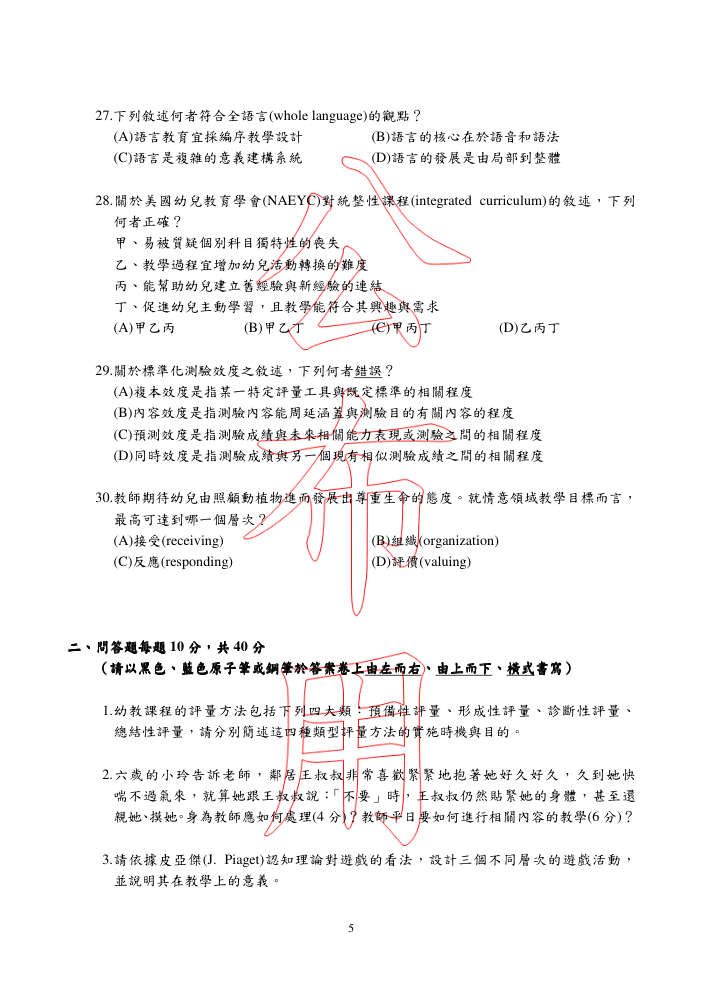 27.下列敘述何者符合全語言(whole language)的觀點？
(A)語言教育宜採編序教學設計 (B)語言的核心在於語音和語法
(C)語言是複雜的意義建構系統 (D)語言的發展是由局部到整體
28.關於美國幼兒教育學會(NAEYC)對統整性課程(integrated curriculum)的敘述，下列
何者正確？
甲、易被質疑個別科目獨特性的喪失
乙、教學過程宜增加幼兒活動轉換的難度
丙、能幫助幼兒建立舊經驗與新經驗的連結
丁、促進幼兒主動學習，且教學能符合其興趣與需求
(A)甲乙丙 (B)甲乙丁 (C)甲丙丁 (D)乙丙丁
29.關於標準化測驗效度之敘述，下列何者錯誤？
(A)複本效度是指某一特定評量工具與既定標準的相關程度
(B)內容效度是指測驗內容能周延涵蓋與測驗目的有關內容的程度
(C)預測效度是指測驗成績與未來相關能力表現或測驗之間的相關程度
(D)同時效度是指測驗成績與另一個現有相似測驗成績之間的相關程度
30.教師期待幼兒由照顧動植物進而發展出尊重生命的態度。就情意領域教學目標而言，
最高可達到哪一個層次？
(A)接受(receiving) (B)組織(organization)
(C)反應(responding) (D)評價(valuing)
二、問答題每題 10 分，共 40 分
（請以黑色、藍色原子筆或鋼筆於答案卷上由左而右、由上而下、橫式書寫）
1.幼教課程的評量方法包括下列四大類：預備性評量、形成性評量、診斷性評量、
總結性評量，請分別簡述這四種類型評量方法的實施時機與目的。
2.六歲的小玲告訴老師，鄰居王叔叔非常喜歡緊緊地抱著她好久好久，久到她快
喘不過氣來，就算她跟王叔叔說：「不要」時，王叔叔仍然貼緊她的身體，甚至還
親她、摸她。身為教師應如何處理(4 分)？教師平日要如何進行相關內容的教學(6 分)？
3.請依據皮亞傑(J. Piaget)認知理論對遊戲的看法，設計三個不同層次的遊戲活動，
並說明其在教學上的意義。
5
公布用